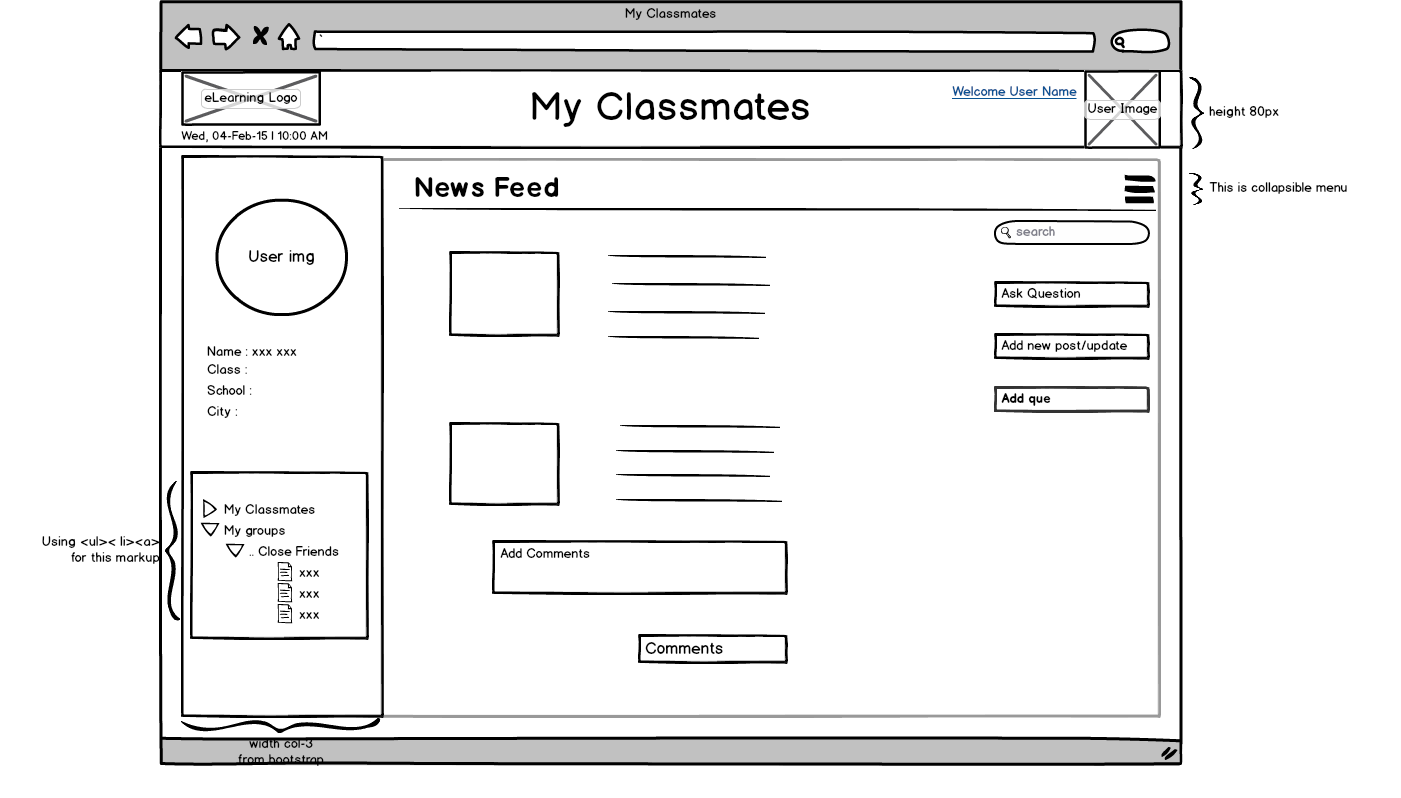 My Classmates
eLearning Logo
Wed, 04-Feb-15 | 10:00 AM
My Classmates
Welcome User Name
User Image
height 80px
News Feed
This is collapsible menu
search
User img
Ask Question
Add new post/update
Add que
Name : xxx xxx
Class :
School :
City :
My Classmates
My groups
.. Close Friends
xxx
xxx
xxx
Using <ul>< li><a>
for this markup
Add Comments
Comments
width col-3
from bootstrap